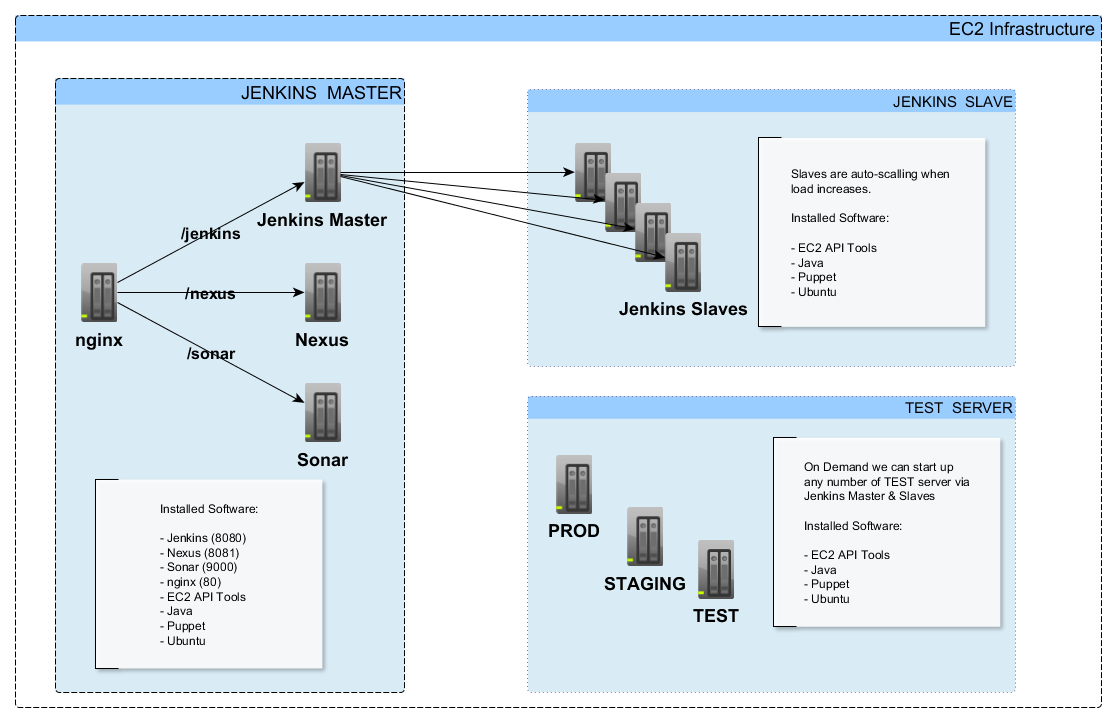 EC2 Infrastructure
JENKINS MASTER
Jenkins Master
/jenkins
/nexus
nginx
Nexus
/sonar
Sonar
Installed Software:
- Jenkins (8080)
- Nexus (8081)
- Sonar (9000)
- nginx (80)
- EC2 API Tools
- Java
- Puppet
- Ubuntu
JENKINS SLAVE
Jenkins Slaves
Slaves are auto-scalling when
load increases.
Installed Software:
- EC2 API Tools
- Java
- Puppet
- Ubuntu
TEST SERVER
PROD
STAGING
TEST
On Demand we can start up
any number of TEST server via
Jenkins Master & Slaves
Installed Software:
- EC2 API Tools
- Java
- Puppet
- Ubuntu